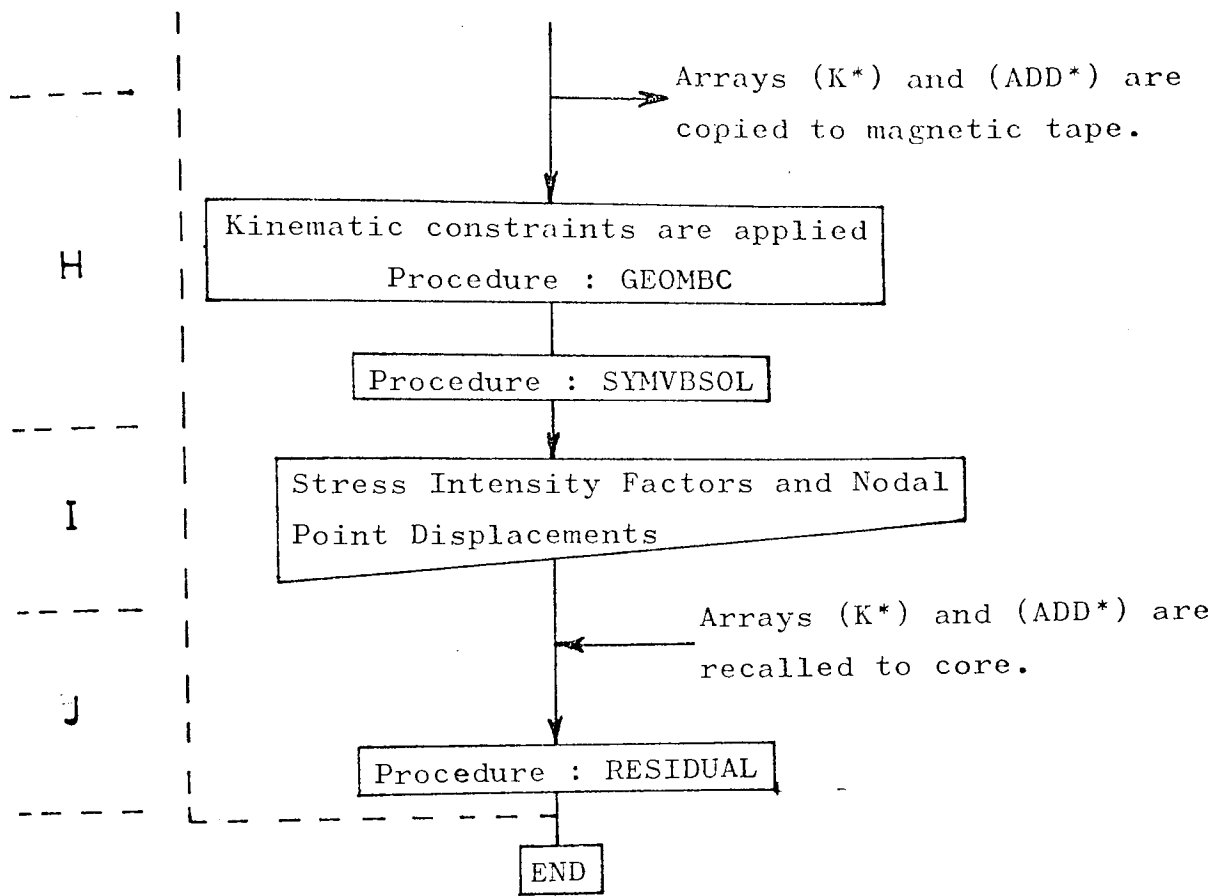 Arrays (K*) and (ADD*) are
copied to magnetic tape.
H
Kinematic constraints are applied
Procedure : GEOMBC
Procedure : SYMVBSOL
I
Stress Intensity Factors and Nodal
Point Displacements
Arrays (K*) and (ADD*) are
recalled to core.
J
Procedure : RESIDUAL
END